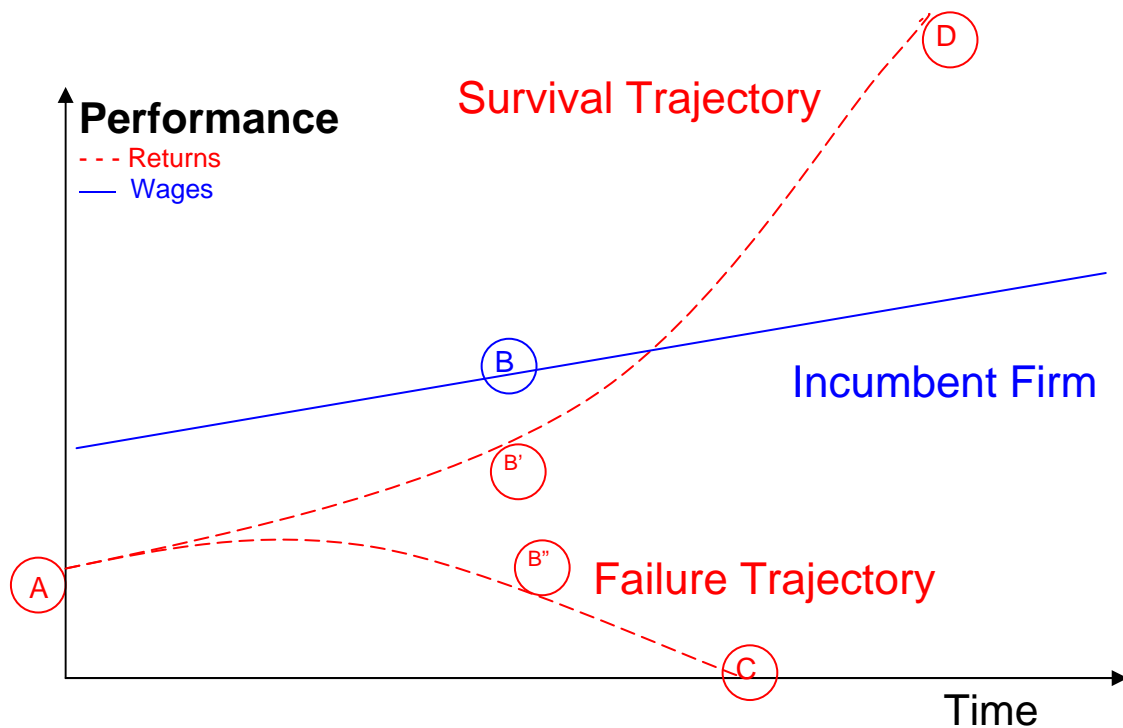 D
Survival Trajectory
Performance
- - - Returns
— Wages
B
Incumbent Firm
B’
B”
Failure Trajectory
A
C
Time